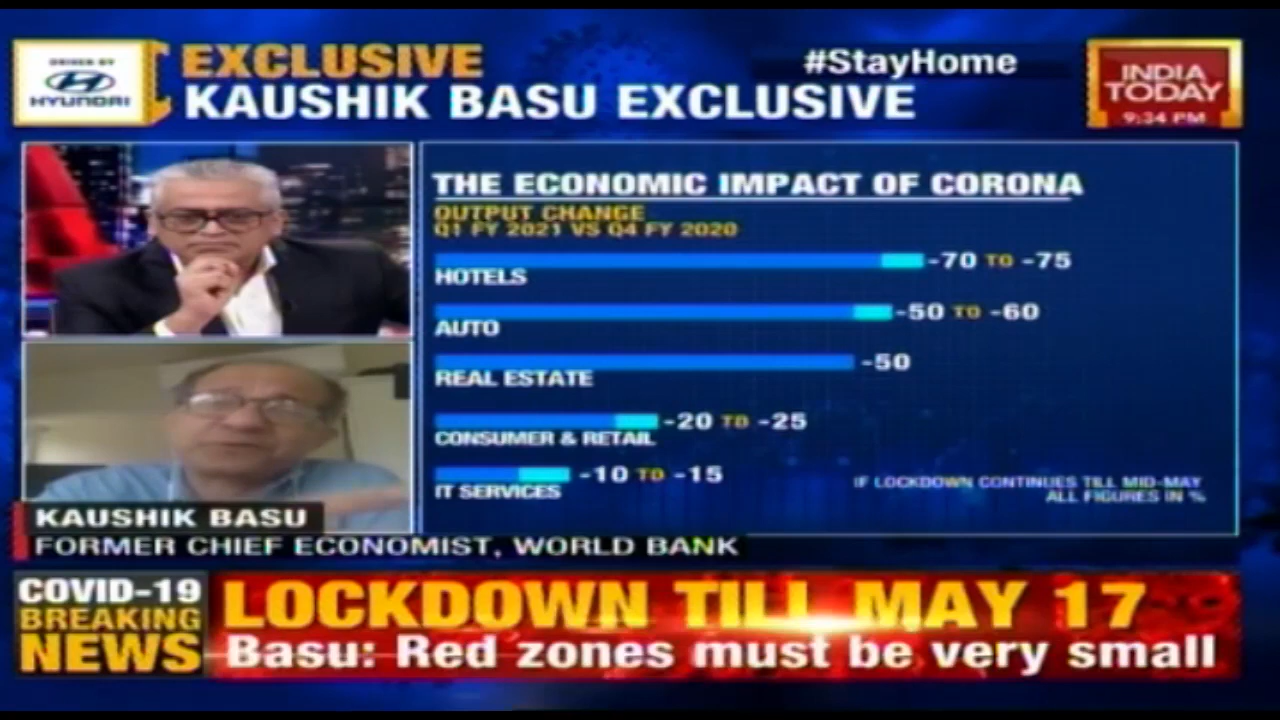 DRIVEN BY
HYUNDAI
EXCLUSIVE
KAUSHIK BASU EXCLUSIVE
#StayHome
INDIA
TODAY
9:34 PM
THE ECONOMIC IMPACT OF CORONA
OUTPUT CHANGE
Q1 FY 2021 VS Q4 FY 2020
-70 TO -75
HOTELS
-50 TO -60
AUTO
-50
REAL ESTATE
-20 TO -25
CONSUMER & RETAIL
-10 TO -15
IT SERVICES
IF LOCKDOWN CONTINUES TILL MID-MAY
ALL FIGURES IN %
KAUSHIK BASU
FORMER CHIEF ECONOMIST, WORLD BANK
COVID-19
BREAKING
NEWS
LOCKDOWN TILL MAY 17
Basu: Red zones must be very small